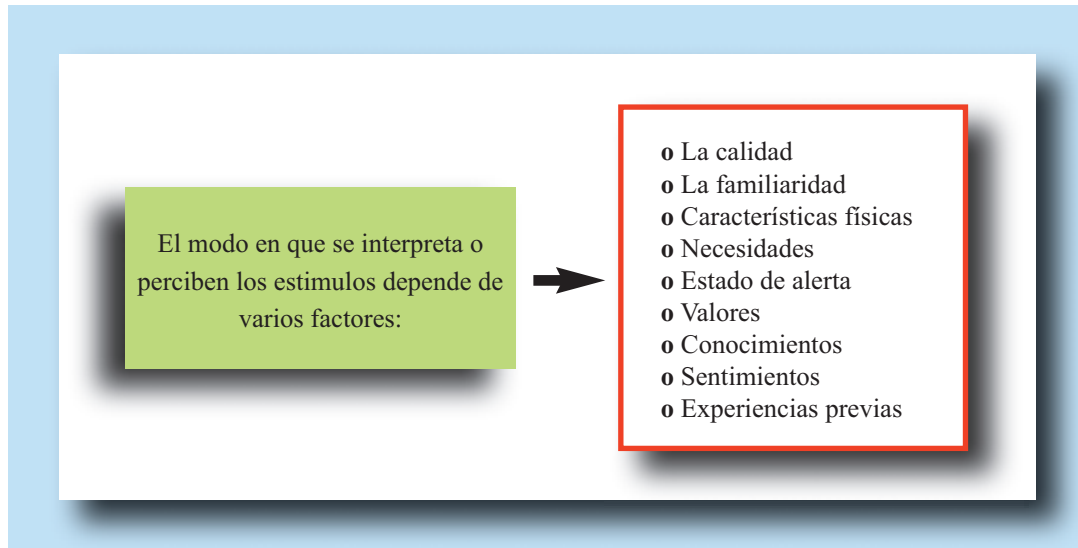 El modo en que se interpreta o
perciben los estimulos depende de
varios factores:
o La calidad
o La familiaridad
o Características físicas
o Necesidades
o Estado de alerta
o Valores
o Conocimientos
o Sentimientos
o Experiencias previas